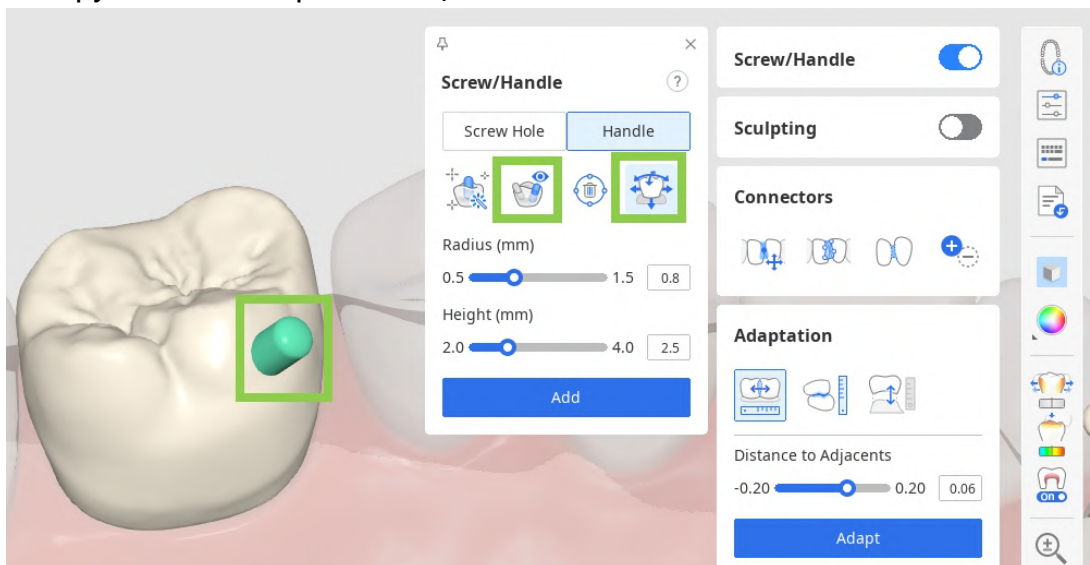 Screw/Handle
?
Screw Hole
Handle
Radius (mm)
0.5
1.5
0.8
Height (mm)
2.0
4.0
2.5
Add
Screw/Handle
Sculpting
Connectors
Adaptation
Distance to Adjacents
-0.20
0.20
0.06
Adapt
ON